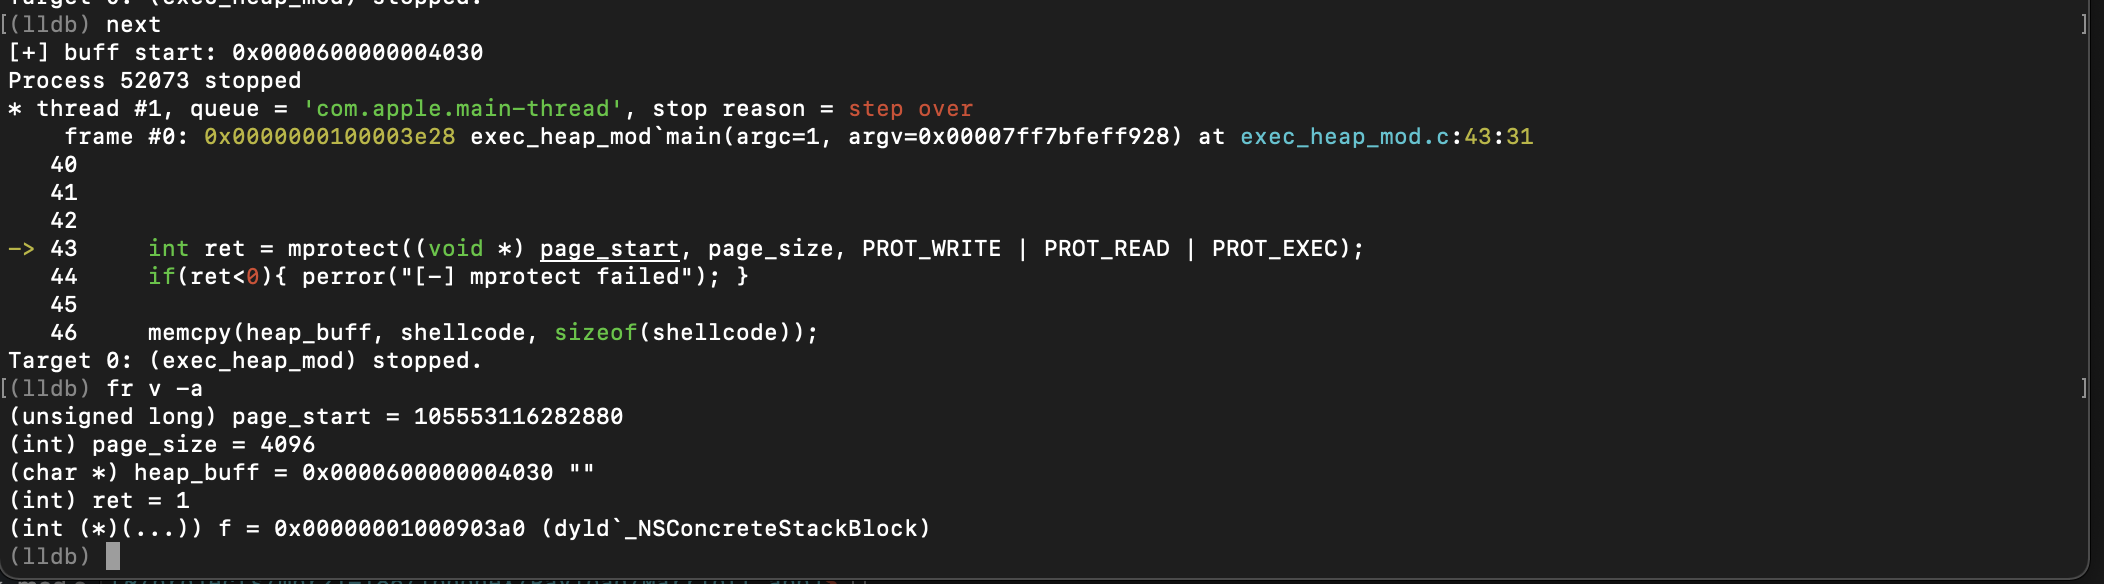 Target 0: (exec_heap_mod) stopped.
[(lldb) next ]
[+] buff start: 0x0000600000004030
Process 52073 stopped
* thread #1, queue = 'com.apple.main-thread', stop reason = step over
    frame #0: 0x0000000100003e28 exec_heap_mod`main(argc=1, argv=0x00007ff7bfeff928) at exec_heap_mod.c:43:31
   40
   41
   42
-> 43     int ret = mprotect((void *) page_start, page_size, PROT_WRITE | PROT_READ | PROT_EXEC);
   44     if(ret<0){ perror("[-] mprotect failed"); }
   45
   46     memcpy(heap_buff, shellcode, sizeof(shellcode));
Target 0: (exec_heap_mod) stopped.
[(lldb) fr v -a ]
(unsigned long) page_start = 105553116282880
(int) page_size = 4096
(char *) heap_buff = 0x0000600000004030 ""
(int) ret = 1
(int (*)(...)) f = 0x00000001000903a0 (dyld`_NSConcreteStackBlock)
(lldb)